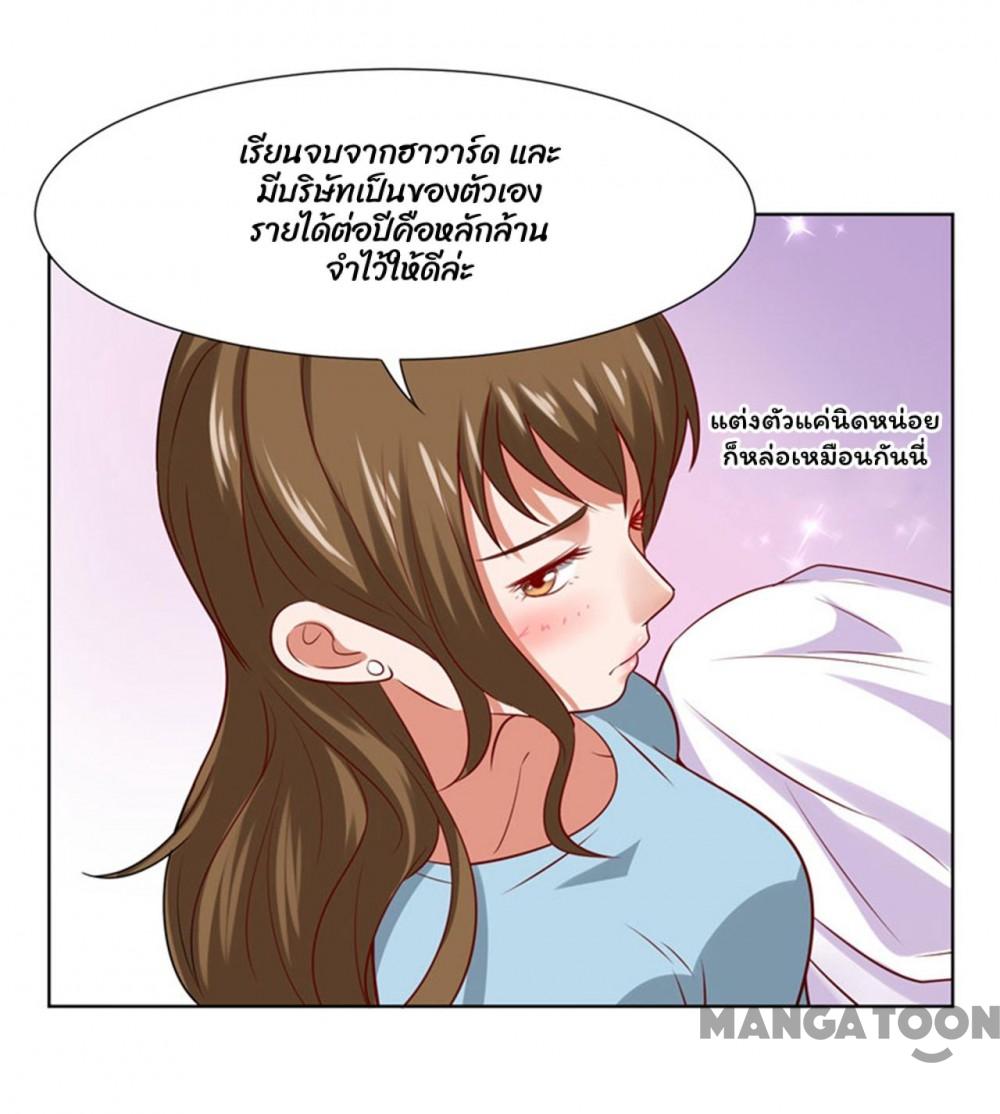 เรียนจบจากฮาวาร์ด และ
มีบริษัทเป็นของตัวเอง
รายได้ต่อปีคือหลักล้าน
จำไว้ให้ดีล่ะ
แต่งตัวแค่นิดหน่อย
ก็หล่อเหมือนกันนี่
MANGATOON